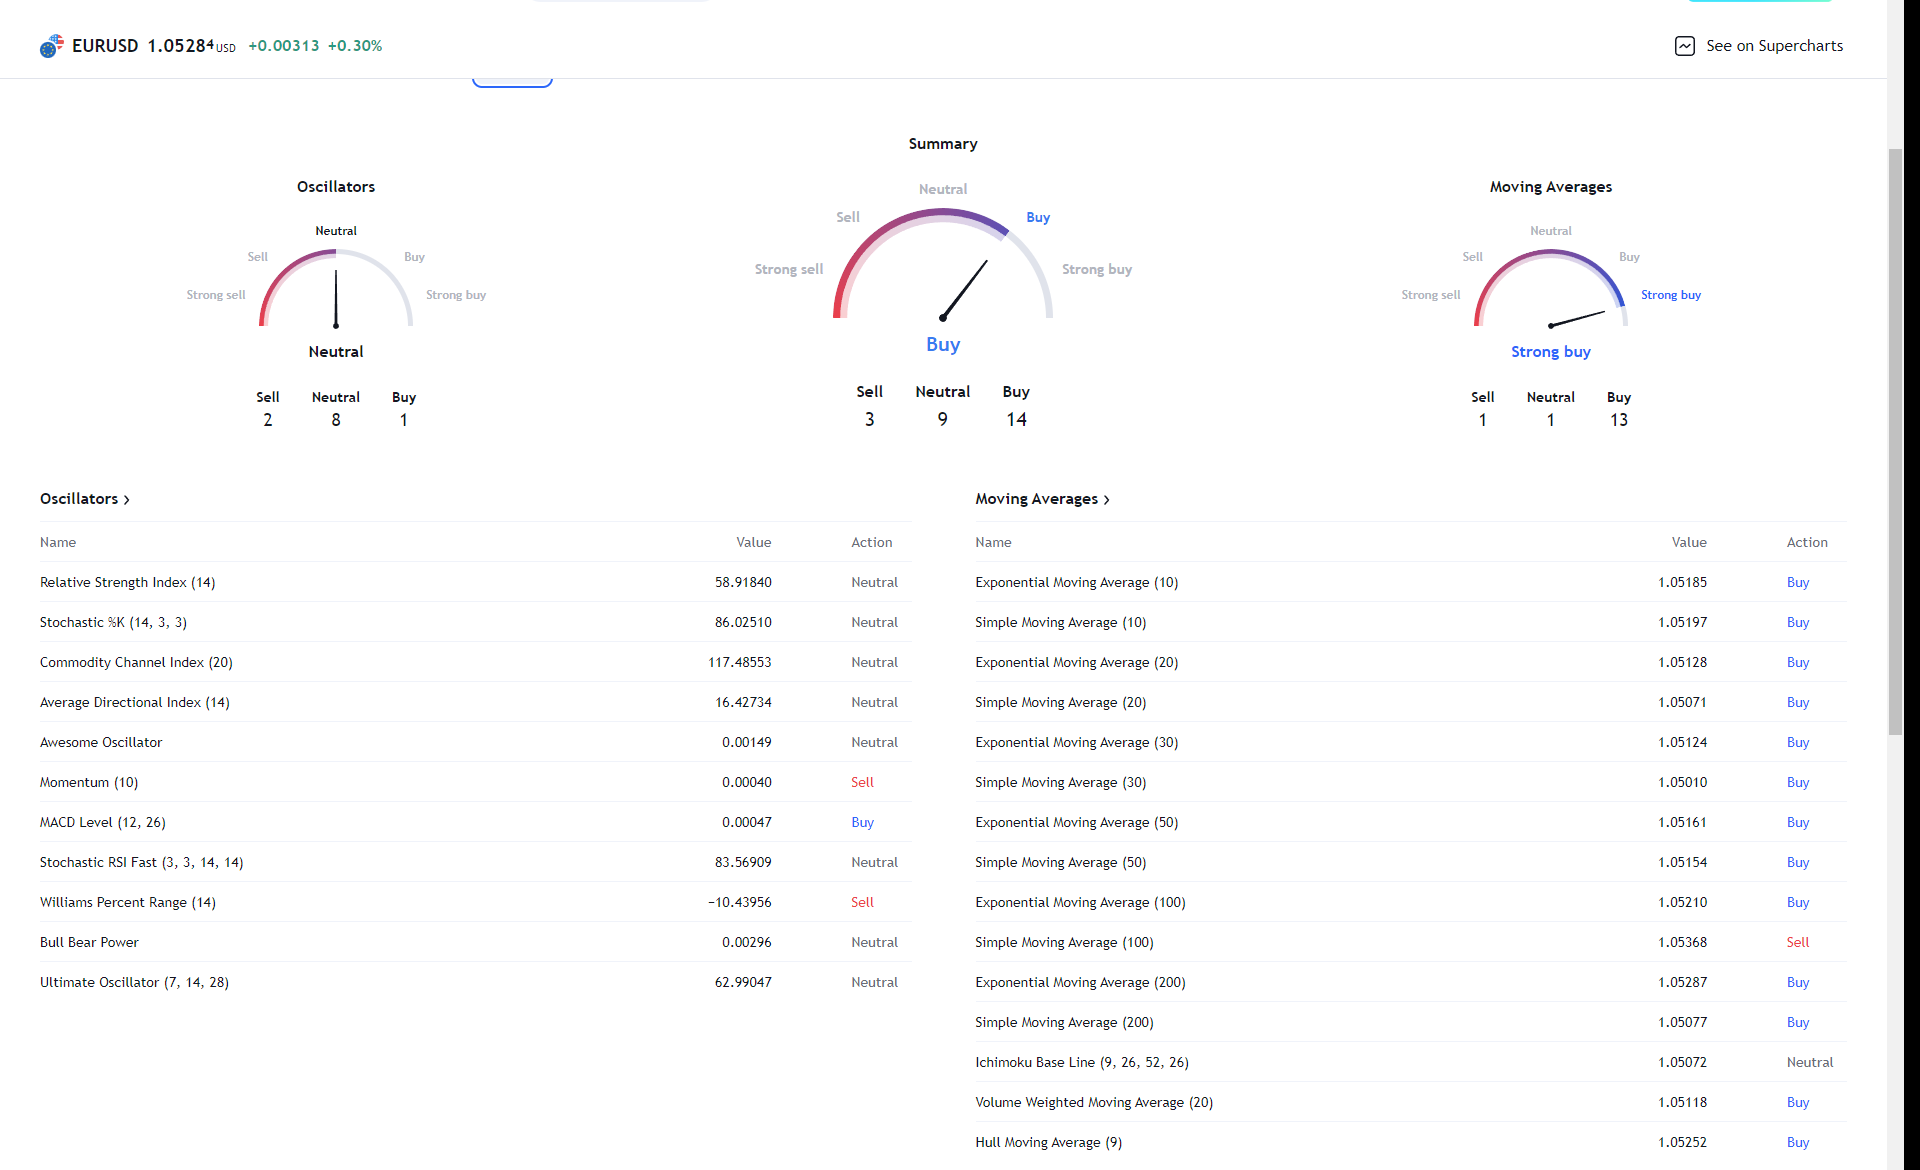 EURUSD 1.05284 USD +0.00313 +0.30%
See on Supercharts
Summary
Neutral
Sell
Buy
Strong sell
Strong buy
Buy
Sell Neutral Buy
3 9 14
Oscillators
Neutral
Sell
Buy
Strong sell
Strong buy
Neutral
Sell Neutral Buy
2 8 1
Moving Averages
Neutral
Sell
Buy
Strong sell
Strong buy
Strong buy
Sell Neutral Buy
1 1 13
Oscillators
Name Value Action
Relative Strength Index (14) 58.91840 Neutral
Stochastic %K (14, 3, 3) 86.02510 Neutral
Commodity Channel Index (20) 117.48553 Neutral
Average Directional Index (14) 16.42734 Neutral
Awesome Oscillator 0.00149 Neutral
Momentum (10) 0.00040 Sell
MACD Level (12, 26) 0.00047 Buy
Stochastic RSI Fast (3, 3, 14, 14) 83.56909 Neutral
Williams Percent Range (14) −10.43956 Sell
Bull Bear Power 0.00296 Neutral
Ultimate Oscillator (7, 14, 28) 62.99047 Neutral
Moving Averages
Name Value Action
Exponential Moving Average (10) 1.05185 Buy
Simple Moving Average (10) 1.05197 Buy
Exponential Moving Average (20) 1.05128 Buy
Simple Moving Average (20) 1.05071 Buy
Exponential Moving Average (30) 1.05124 Buy
Simple Moving Average (30) 1.05010 Buy
Exponential Moving Average (50) 1.05161 Buy
Simple Moving Average (50) 1.05154 Buy
Exponential Moving Average (100) 1.05210 Buy
Simple Moving Average (100) 1.05368 Sell
Exponential Moving Average (200) 1.05287 Buy
Simple Moving Average (200) 1.05077 Buy
Ichimoku Base Line (9, 26, 52, 26) 1.05072 Neutral
Volume Weighted Moving Average (20) 1.05118 Buy
Hull Moving Average (9) 1.05252 Buy